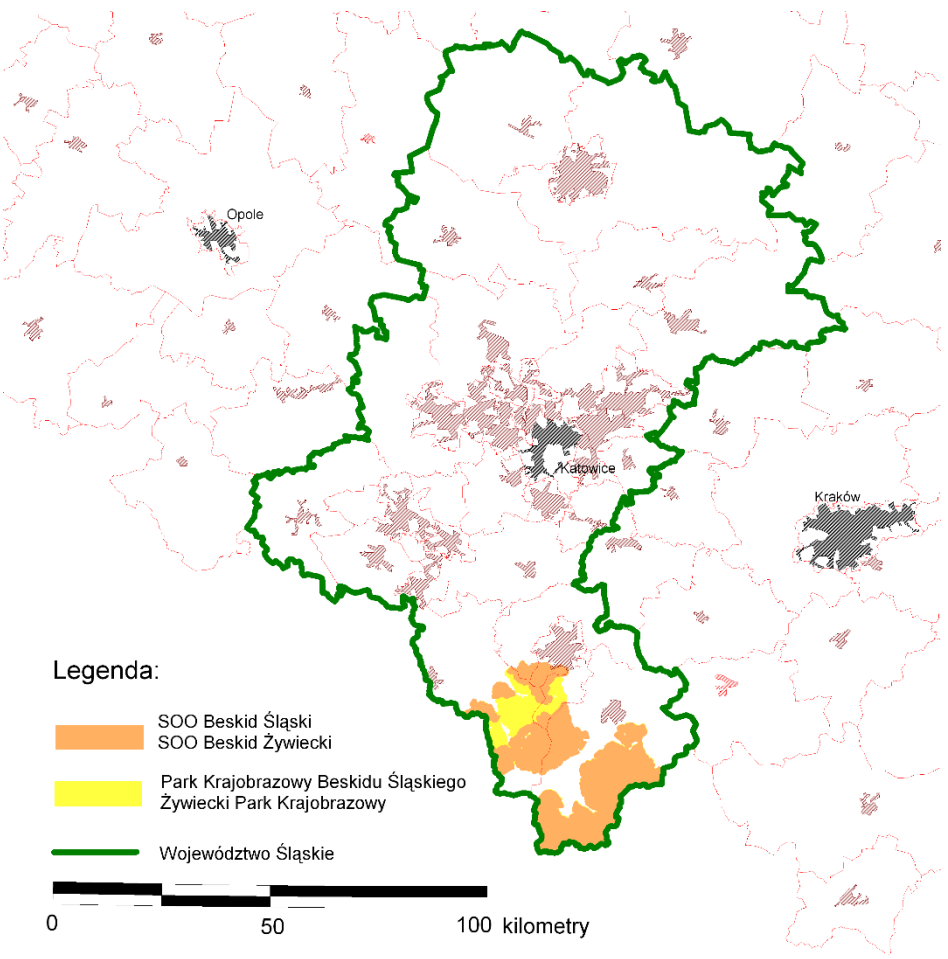 Opole
Katowice
Kraków
Legenda:
SOO Beskid Śląski
SOO Beskid Żywiecki
Park Krajobrazowy Beskidu Śląskiego
Żywiecki Park Krajobrazowy
Województwo Śląskie
0 50 100 kilometry